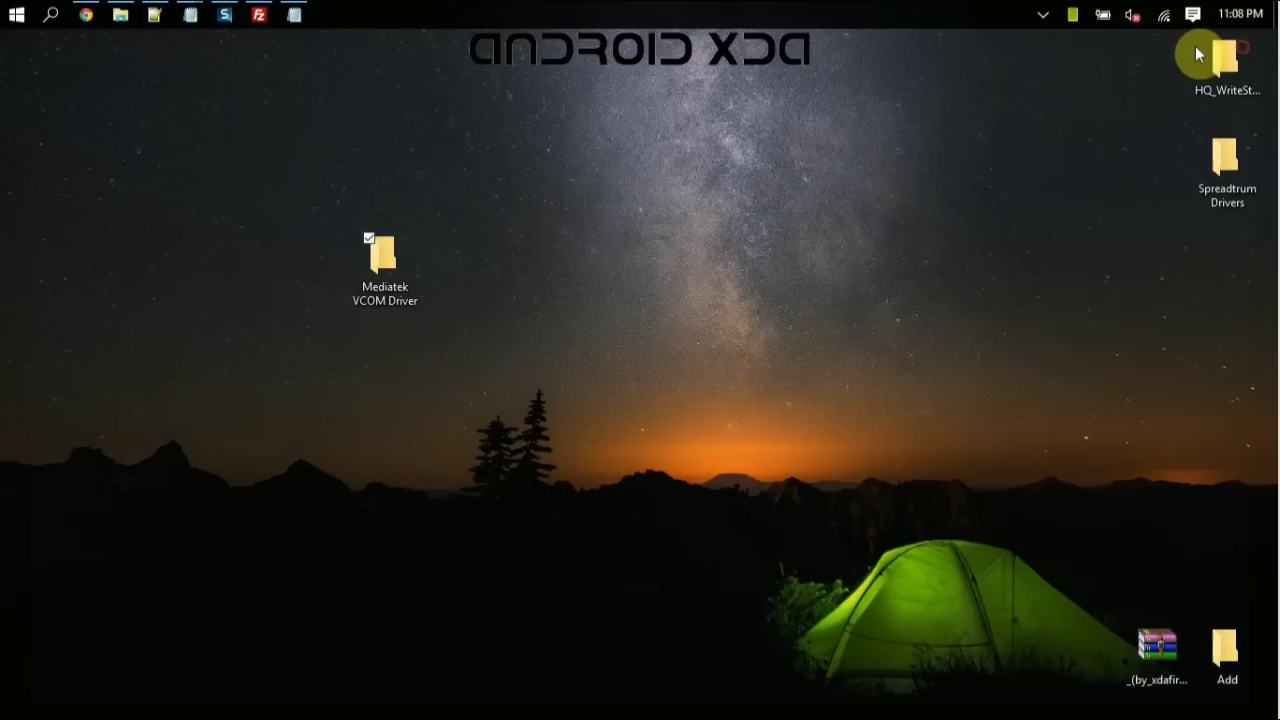 11:08 PM
ANDROID XDA
HQ_WriteSt...
Spreadtrum
Drivers
Mediatek
VCOM Driver
_(by_xdafir...
Add